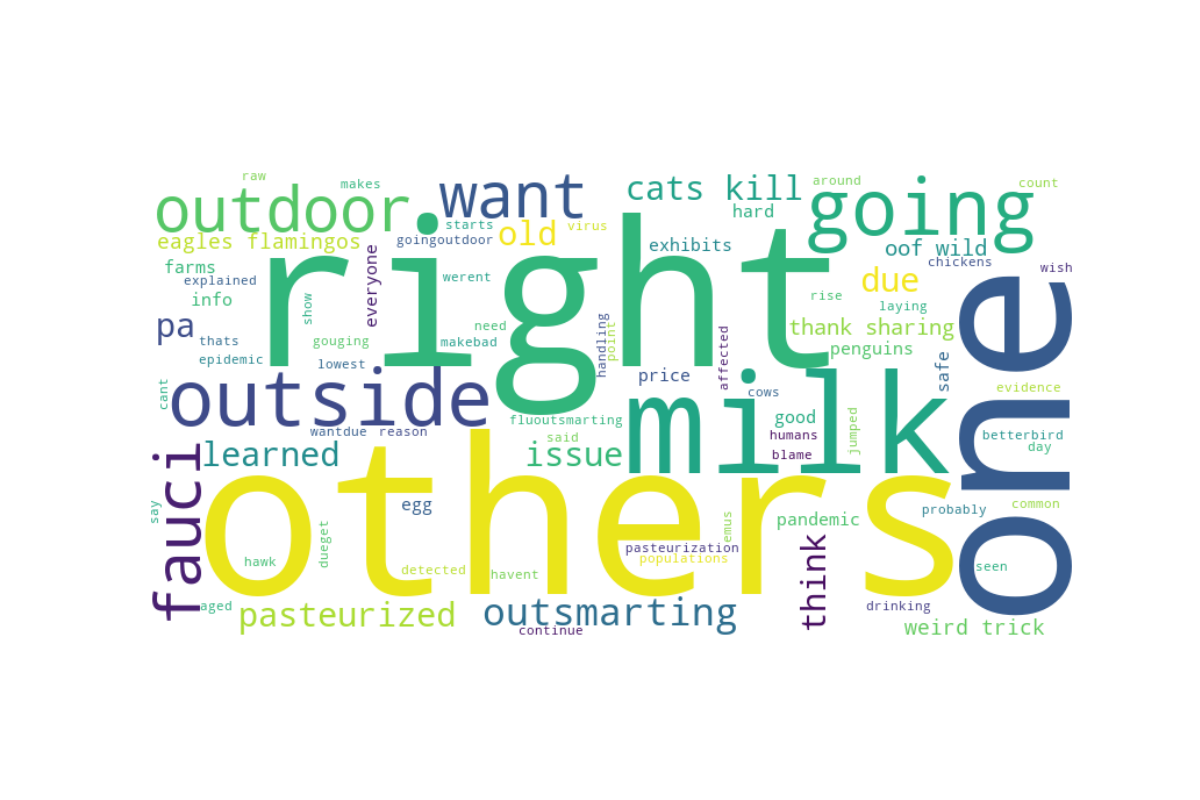 raw
makes
cats kill
around
count
outdoor
want
going
hard
starts
old
virus
eagles flamingos
goingoutdoor
right
exhibits
oof wild
chickens
farms
wish
explained
everyone
werent
due
info
show
rise
laying
one
pa
need
thank sharing
thats
gouging
makebad
handling
point
penguins
epidemic
lowest
affected
safe
outside
price
milk
cant
cows
evidence
fluoutsmarting
good
wantdue
reason
said
humans
jumped
betterbird
day
fauci
learned
issue
blame
others
say
egg
common
probably
emus
pandemic
dueget
pasteurization
think
hawk
populations
seen
detected
havent
aged
pasteurized
outsmarting
drinking
continue
weird trick